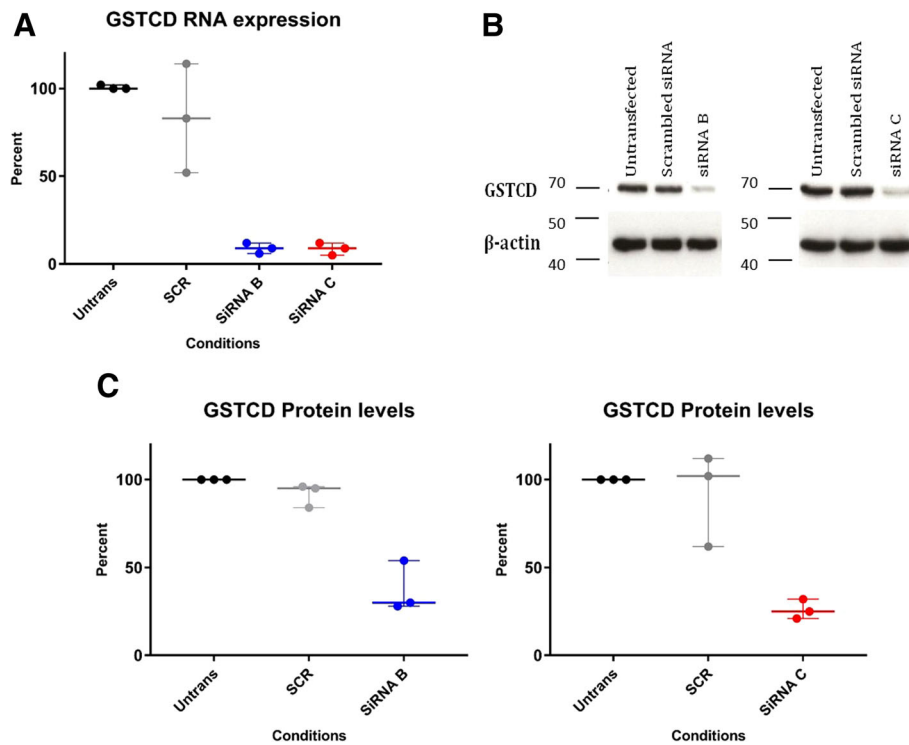 A
GSTCD RNA expression
Percent
100
50
0
Untrans
SCR
SiRNA B
SiRNA C
Conditions
B
Untransfected
Scrambled siRNA
siRNA B
Untransfected
Scrambled siRNA
siRNA C
GSTCD
70
50
β-actin
40
70
50
40
C
GSTCD Protein levels
Percent
100
50
0
Untrans
SCR
SiRNA B
Conditions
GSTCD Protein levels
Percent
100
50
0
Untrans
SCR
SiRNA C
Conditions